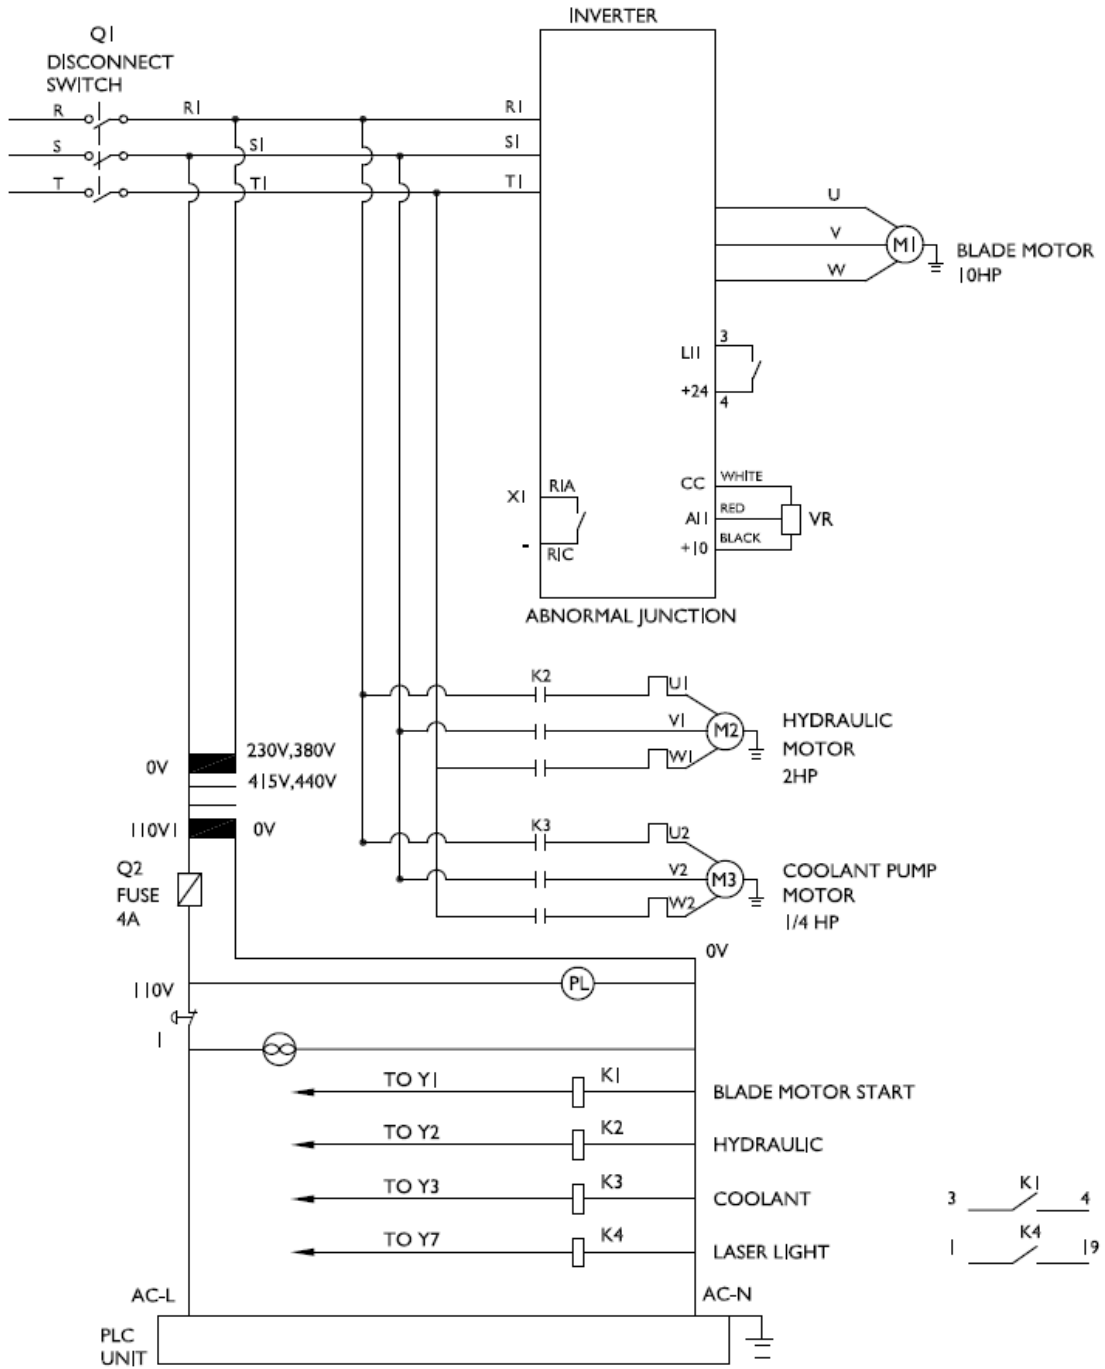 INVERTER
Q1
DISCONNECT
SWITCH
R
R1
R1
S
S1
S1
T
T1
T1
U
V
M1
BLADE MOTOR
10HP
W
3
L11
+24
4
CC
WHITE
A11
RED
VR
+10
BLACK
X1
R1A
-
R1C
ABNORMAL JUNCTION
K2
U1
V1
M2
W1
HYDRAULIC
MOTOR
2HP
0V
230V,380V
415V,440V
110V1
0V
K3
U2
V2
M3
W2
COOLANT PUMP
MOTOR
1/4 HP
Q2
FUSE
4A
0V
110V
PL
1
TO Y1
K1
BLADE MOTOR START
TO Y2
K2
HYDRAULIC
TO Y3
K3
COOLANT
3
K1
4
TO Y7
K4
LASER LIGHT
1
K4
19
AC-L
AC-N
PLC
UNIT